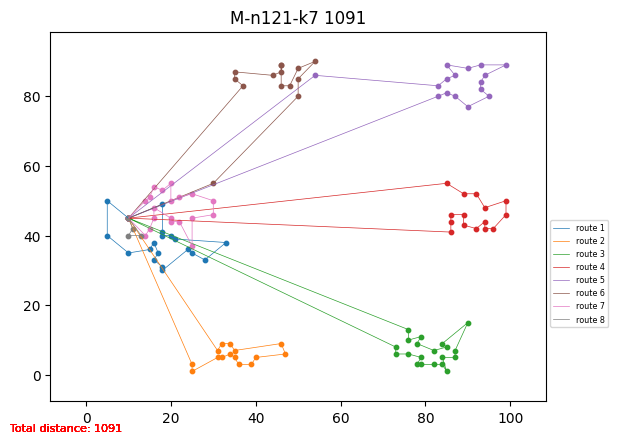 M-n121-k7 1091
80
60
40
20
0
0
20
40
60
80
100
route 1
route 2
route 3
route 4
route 5
route 6
route 7
route 8
Total distance: 1091